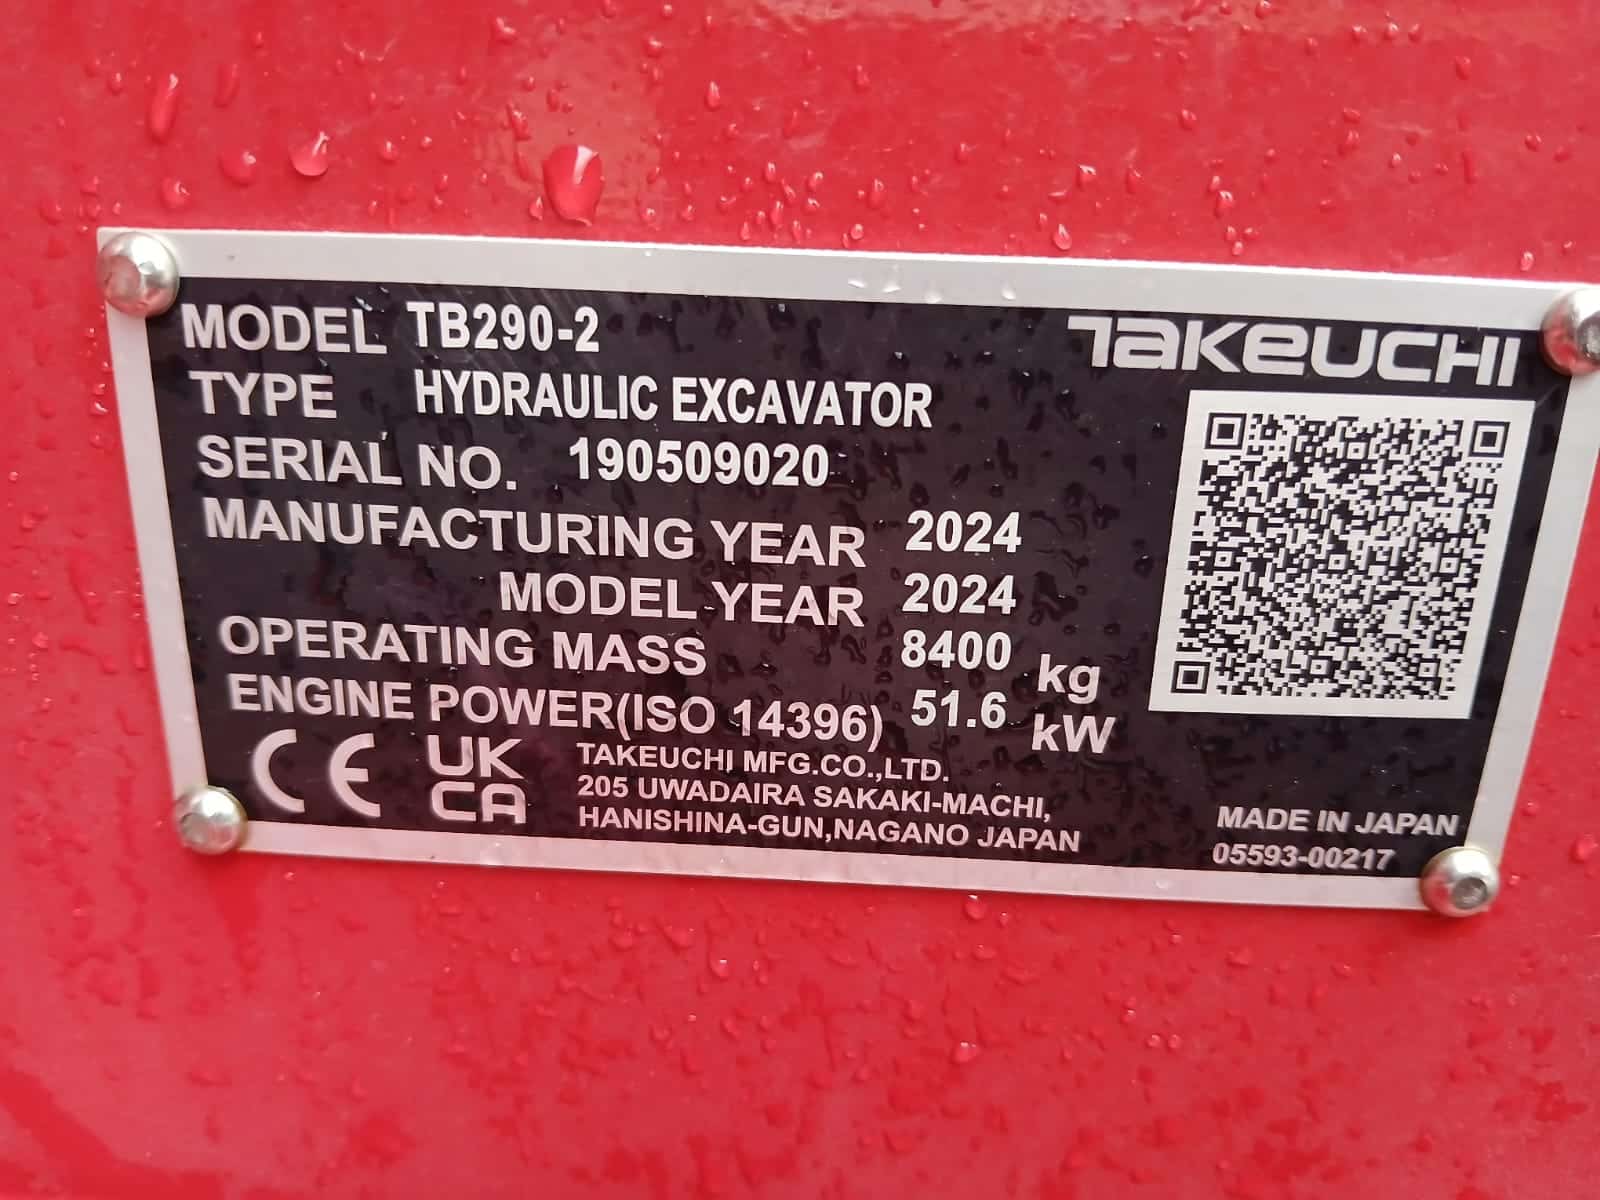 TAKEUCHI
MODEL TB290-2
TYPE HYDRAULIC EXCAVATOR
SERIAL NO. 190509020
MANUFACTURING YEAR 2024
MODEL YEAR 2024
OPERATING MASS 8400 kg
ENGINE POWER(ISO 14396) 51.6 kW
CE UK CA
TAKEUCHI MFG.CO.,LTD.
205 UWADAIRA SAKAKI-MACHI,
HANISHINA-GUN,NAGANO JAPAN
MADE IN JAPAN
05593-00217